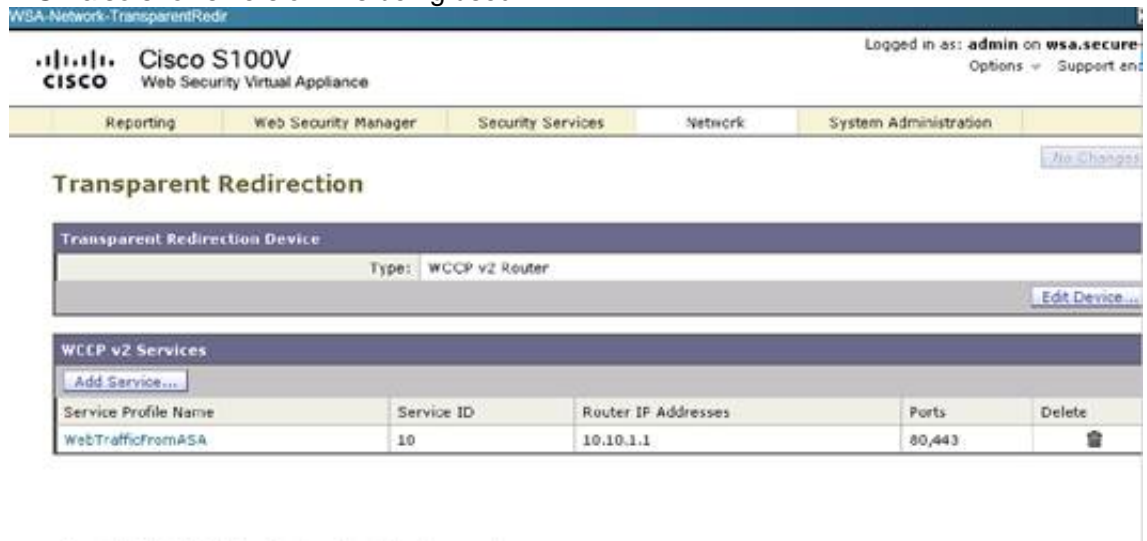 WSA-Network-TransparentRedir
Logged in as: admin on wsa.secure-
CISCO
Cisco S100V
Web Security Virtual Appliance
Options Support and
Reporting Web Security Manager Security Services Network System Administration
No Changes
Transparent Redirection
Transparent Redirection Device
Type: WCCP v2 Router
Edit Device...
WCCP v2 Services
Add Service...
Service Profile Name Service ID Router IP Addresses Ports Delete
WebTrafficFromASA 10 10.10.1.1 80,443